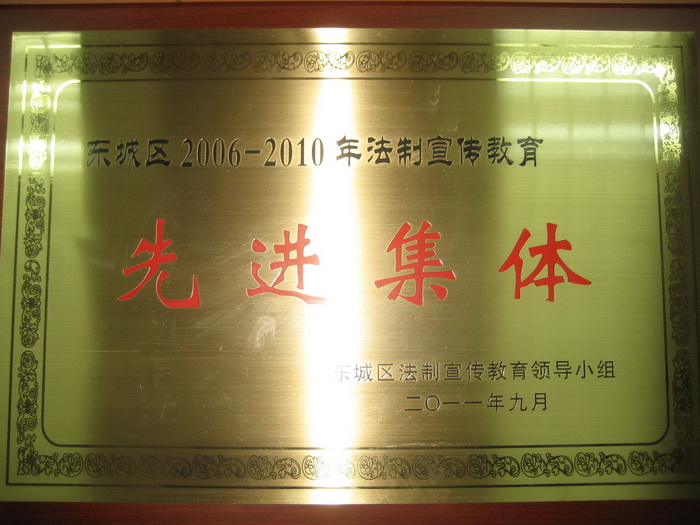 东城区2006-2010年法制宣传教育
先进集体
东城区法制宣传教育领导小组
二〇一一年九月